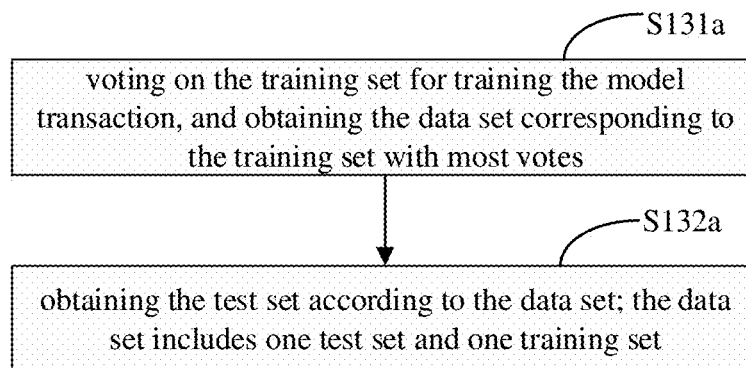 S131a
voting on the training set for training the model
transaction, and obtaining the data set corresponding to
the training set with most votes
S132a
obtaining the test set according to the data set; the data
set includes one test set and one training set